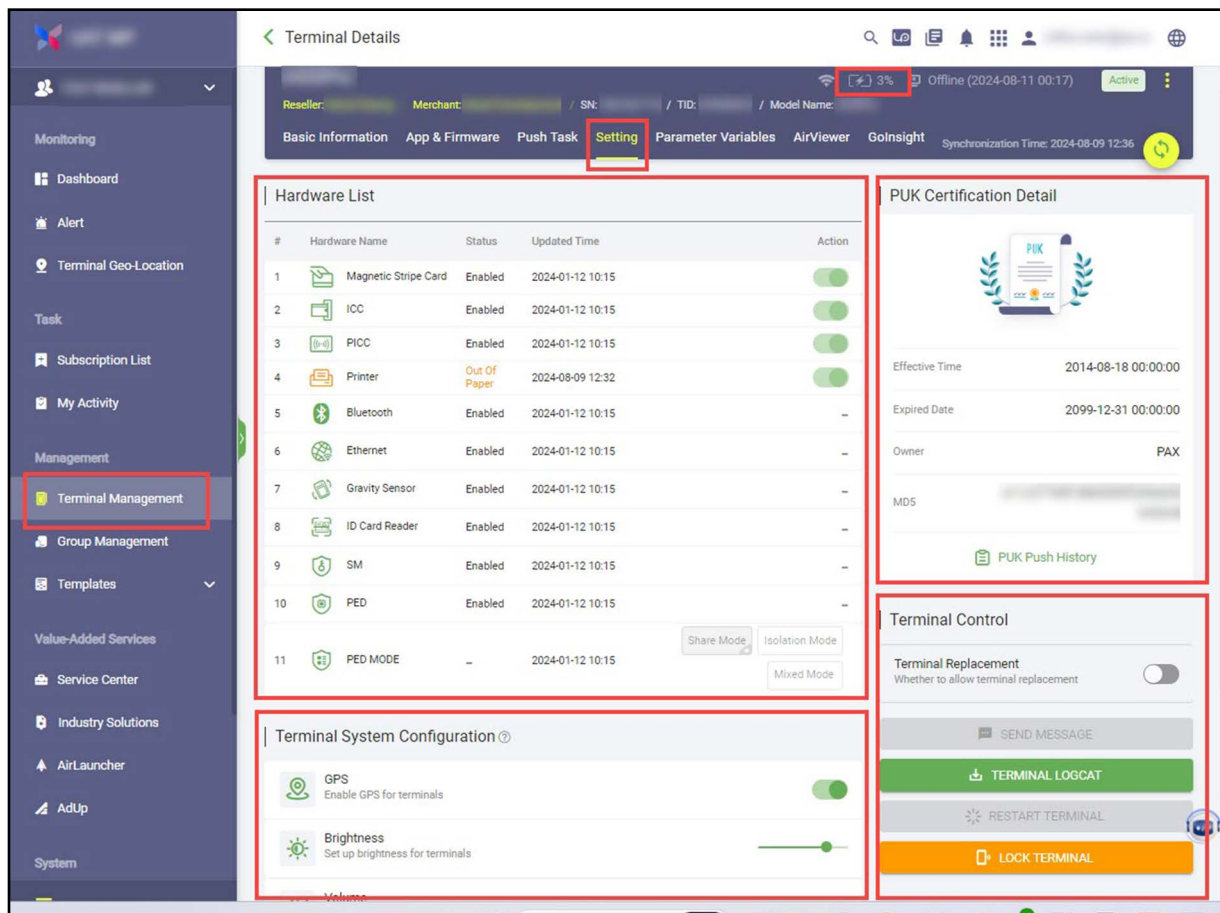 Terminal Details
Monitoring
Dashboard
Alert
Terminal Geo-Location
Task
Subscription List
My Activity
Management
Terminal Management
Group Management
Templates
Value-Added Services
Service Center
Industry Solutions
AirLauncher
AdUp
System
3% Offline (2024-08-11 00:17) Active
Reseller: Merchant: / SN: / TID: / Model Name:
Basic Information App & Firmware Push Task Setting Parameter Variables AirViewer GoInsight Synchronization Time: 2024-08-09 12:36
Hardware List
# Hardware Name Status Updated Time Action
1 Magnetic Stripe Card Enabled 2024-01-12 10:15
2 ICC Enabled 2024-01-12 10:15
3 PICC Enabled 2024-01-12 10:15
4 Printer Out Of Paper 2024-08-09 12:32
5 Bluetooth Enabled 2024-01-12 10:15 –
6 Ethernet Enabled 2024-01-12 10:15 –
7 Gravity Sensor Enabled 2024-01-12 10:15 –
8 ID Card Reader Enabled 2024-01-12 10:15 –
9 SM Enabled 2024-01-12 10:15 –
10 PED Enabled 2024-01-12 10:15 –
11 PED MODE – 2024-01-12 10:15 Share Mode Isolation Mode
Mixed Mode
Terminal System Configuration
GPS
Enable GPS for terminals
Brightness
Set up brightness for terminals
Volume
PUK Certification Detail
PUK
Effective Time 2014-08-18 00:00:00
Expired Date 2099-12-31 00:00:00
Owner PAX
MD5
PUK Push History
Terminal Control
Terminal Replacement
Whether to allow terminal replacement
SEND MESSAGE
TERMINAL LOGCAT
RESTART TERMINAL
LOCK TERMINAL